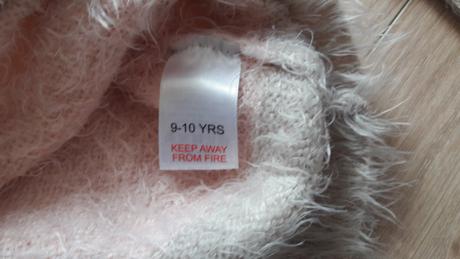 9-10 YRS
KEEP AWAY
FROM FIRE